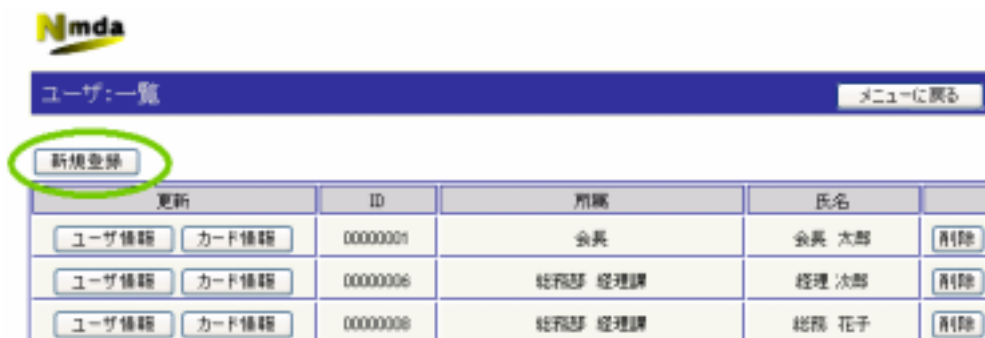 Nmda
ユーザ:一覧 メニューに戻る
新規登録
更新 ID 所属 氏名
ユーザ情報 カード情報 00000001 会長 会長 太郎 削除
ユーザ情報 カード情報 00000006 総務部 経理課 経理 次郎 削除
ユーザ情報 カード情報 00000008 総務部 経理課 総務 花子 削除